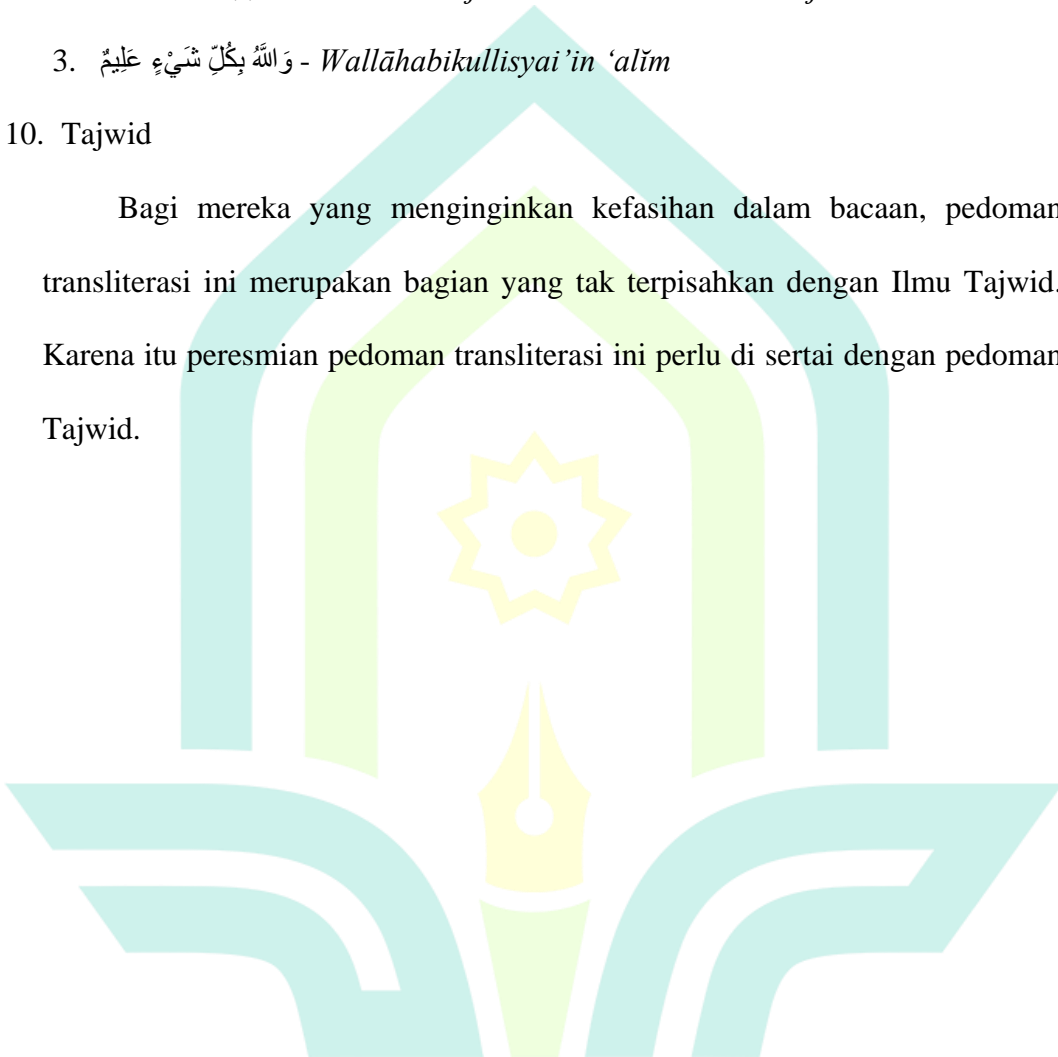 3. وَاللَّهُ بِكُلِّ شَيْءٍ عَلِيمٌ - Wallāhabikullisyai’in ‘alĭm
10. Tajwid
Bagi mereka yang menginginkan kefasihan dalam bacaan, pedoman
transliterasi ini merupakan bagian yang tak terpisahkan dengan Ilmu Tajwid.
Karena itu peresmian pedoman transliterasi ini perlu di sertai dengan pedoman
Tajwid.